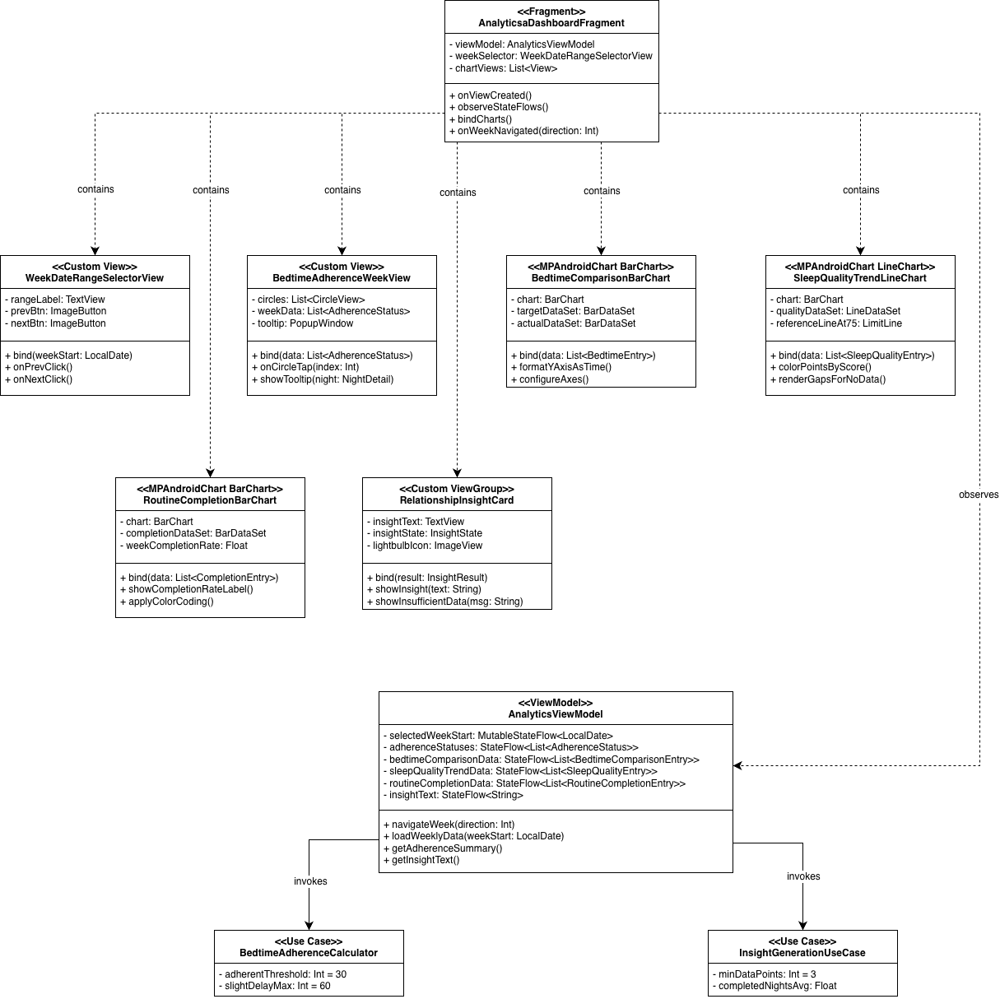 <<Fragment>>
AnalyticsaDashboardFragment
- viewModel: AnalyticsViewModel
- weekSelector: WeekDateRangeSelectorView
- chartViews: List<View>
+ onViewCreated()
+ observeStateFlows()
+ bindCharts()
+ onWeekNavigated(direction: Int)
contains
contains
contains
contains
contains
contains
<<Custom View>>
WeekDateRangeSelectorView
- rangeLabel: TextView
- prevBtn: ImageButton
- nextBtn: ImageButton
+ bind(weekStart: LocalDate)
+ onPrevClick()
+ onNextClick()
<<Custom View>>
BedtimeAdherenceWeekView
- circles: List<CircleView>
- weekData: List<AdherenceStatus>
- tooltip: PopupWindow
+ bind(data: List<AdherenceStatus>)
+ onCircleTap(index: Int)
+ showTooltip(night: NightDetail)
<<MPAndroidChart BarChart>>
BedtimeComparisonBarChart
- chart: BarChart
- targetDataSet: BarDataSet
- actualDataSet: BarDataSet
+ bind(data: List<BedtimeEntry>)
+ formatYAxisAsTime()
+ configureAxes()
<<MPAndroidChart LineChart>>
SleepQualityTrendLineChart
- chart: BarChart
- qualityDataSet: LineDataSet
- referenceLineAt75: LimitLine
+ bind(data: List<SleepQualityEntry>)
+ colorPointsByScore()
+ renderGapsForNoData()
<<MPAndroidChart BarChart>>
RoutineCompletionBarChart
- chart: BarChart
- completionDataSet: BarDataSet
- weekCompletionRate: Float
+ bind(data: List<CompletionEntry>)
+ showCompletionRateLabel()
+ applyColorCoding()
<<Custom ViewGroup>>
RelationshipInsightCard
- insightText: TextView
- insightState: InsightState
- lightbulbIcon: ImageView
+ bind(result: InsightResult)
+ showInsight(text: String)
+ showInsufficientData(msg: String)
observes
<<ViewModel>>
AnalyticsViewModel
- selectedWeekStart: MutableStateFlow<LocalDate>
- adherenceStatuses: StateFlow<List<AdherenceStatus>>
- bedtimeComparisonData: StateFlow<List<BedtimeComparisonEntry>>
- sleepQualityTrendData: StateFlow<List<SleepQualityEntry>>
- routineCompletionData: StateFlow<List<RoutineCompletionEntry>>
- insightText: StateFlow<String>
+ navigateWeek(direction: Int)
+ loadWeeklyData(weekStart: LocalDate)
+ getAdherenceSummary()
+ getInsightText()
invokes
invokes
<<Use Case>>
BedtimeAdherenceCalculator
- adherentThreshold: Int = 30
- slightDelayMax: Int = 60
<<Use Case>>
InsightGenerationUseCase
- minDataPoints: Int = 3
- completedNightsAvg: Float